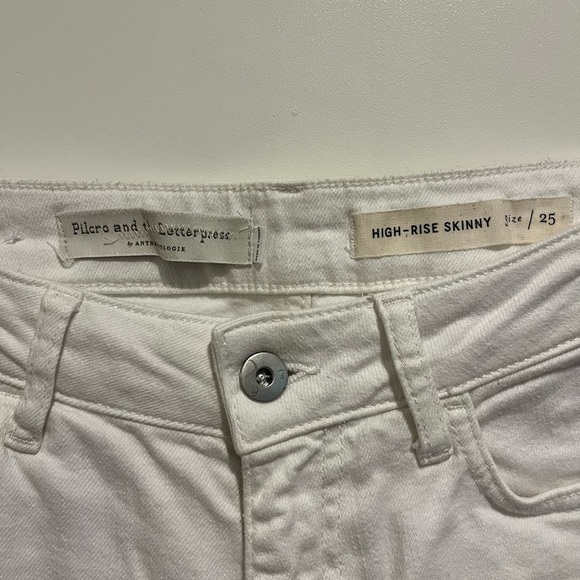 Pilcro and the Letterpress
by ANTHROPOLOGIE
HIGH-RISE SKINNY size / 25